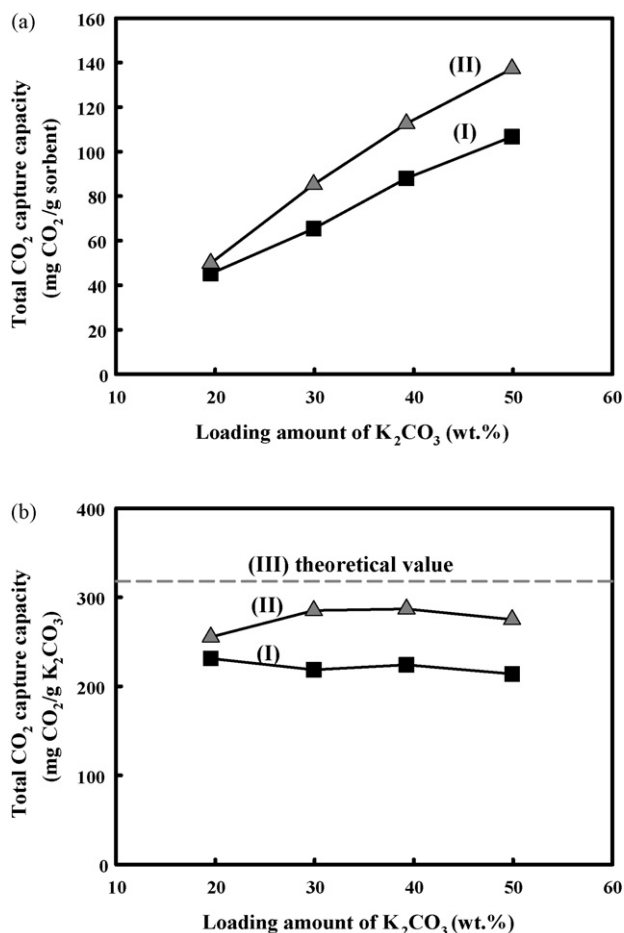 (a)
Total CO2 capture capacity
(mg CO2/g sorbent)
160
140
120
100
80
60
40
20
0
(II)
(I)
10 20 30 40 50 60
Loading amount of K2CO3 (wt.%)
(b)
Total CO2 capture capacity
(mg CO2/g K2CO3)
400
300
200
100
0
(III) theoretical value
(II)
(I)
10 20 30 40 50 60
Loading amount of K2CO3 (wt.%)